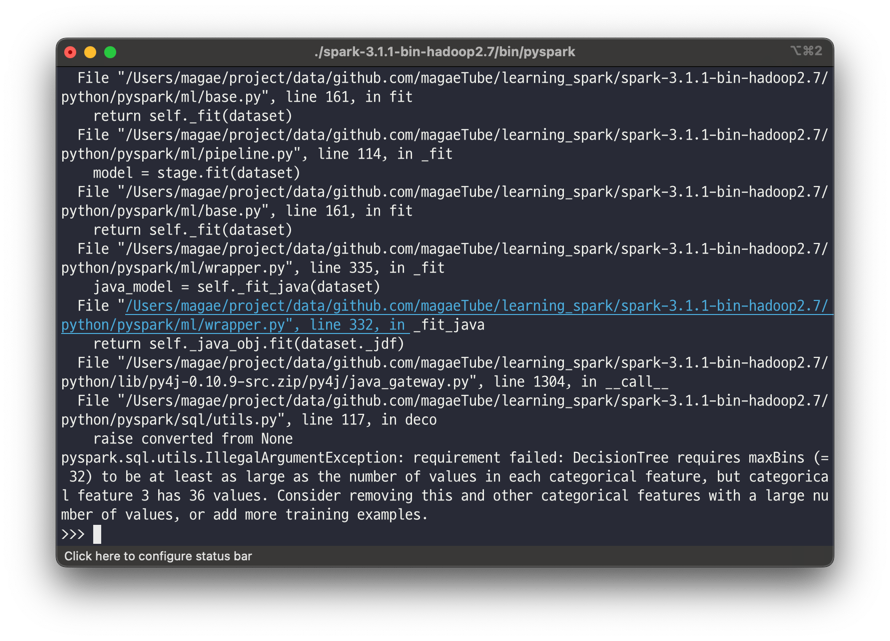 ./spark-3.1.1-bin-hadoop2.7/bin/pyspark
⌥⌘2
File "/Users/magae/project/data/github.com/magaeTube/learning_spark/spark-3.1.1-bin-hadoop2.7/
python/pyspark/ml/base.py", line 161, in fit
return self._fit(dataset)
File "/Users/magae/project/data/github.com/magaeTube/learning_spark/spark-3.1.1-bin-hadoop2.7/
python/pyspark/ml/pipeline.py", line 114, in _fit
model = stage.fit(dataset)
File "/Users/magae/project/data/github.com/magaeTube/learning_spark/spark-3.1.1-bin-hadoop2.7/
python/pyspark/ml/base.py", line 161, in fit
return self._fit(dataset)
File "/Users/magae/project/data/github.com/magaeTube/learning_spark/spark-3.1.1-bin-hadoop2.7/
python/pyspark/ml/wrapper.py", line 335, in _fit
java_model = self._fit_java(dataset)
File "/Users/magae/project/data/github.com/magaeTube/learning_spark/spark-3.1.1-bin-hadoop2.7/
python/pyspark/ml/wrapper.py", line 332, in _fit_java
return self._java_obj.fit(dataset._jdf)
File "/Users/magae/project/data/github.com/magaeTube/learning_spark/spark-3.1.1-bin-hadoop2.7/
python/lib/py4j-0.10.9-src.zip/py4j/java_gateway.py", line 1304, in __call__
File "/Users/magae/project/data/github.com/magaeTube/learning_spark/spark-3.1.1-bin-hadoop2.7/
python/pyspark/sql/utils.py", line 117, in deco
raise converted from None
pyspark.sql.utils.IllegalArgumentException: requirement failed: DecisionTree requires maxBins (=
32) to be at least as large as the number of values in each categorical feature, but categorica
l feature 3 has 36 values. Consider removing this and other categorical features with a large nu
mber of values, or add more training examples.
>>>
Click here to configure status bar